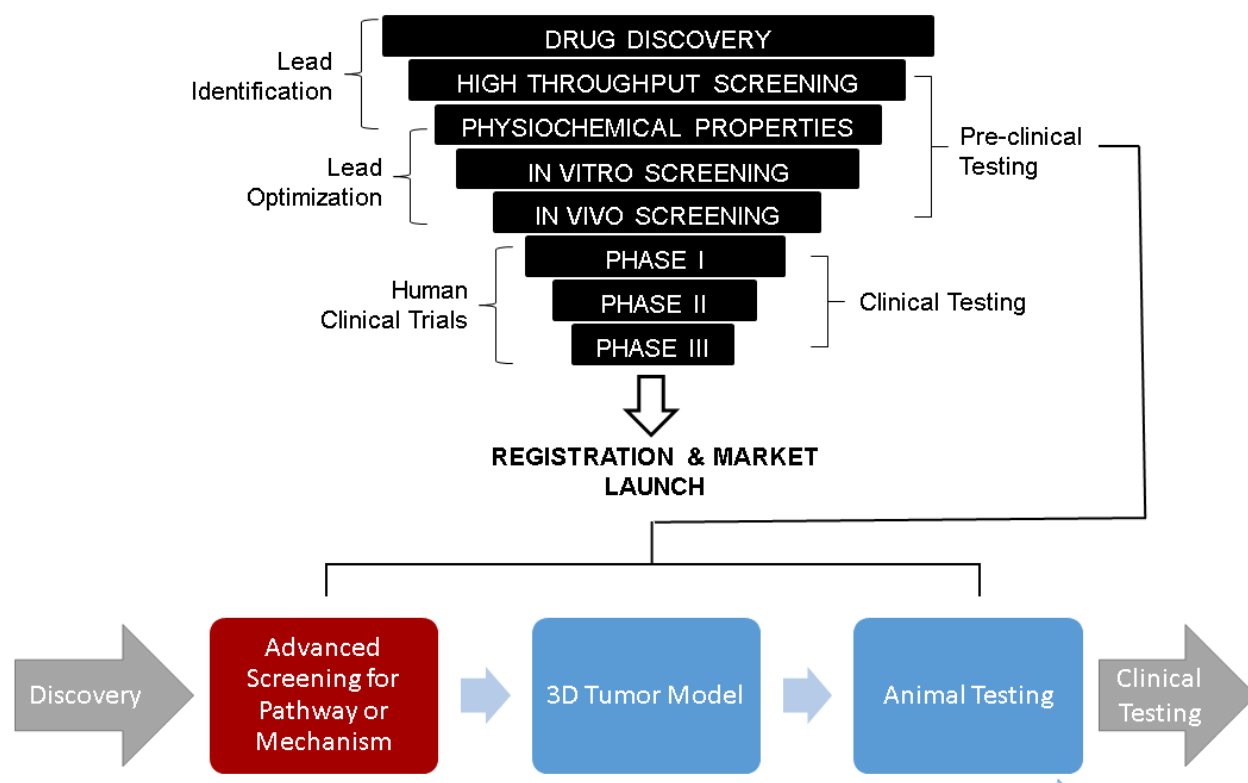 DRUG DISCOVERY
Lead
Identification
HIGH THROUGHPUT SCREENING
PHYSIOCHEMICAL PROPERTIES
Pre-clinical
Testing
Lead
Optimization
IN VITRO SCREENING
IN VIVO SCREENING
PHASE I
Human
Clinical Trials
PHASE II
Clinical Testing
PHASE III
REGISTRATION & MARKET
LAUNCH
Discovery
Advanced
Screening for
Pathway or
Mechanism
3D Tumor Model
Animal Testing
Clinical
Testing